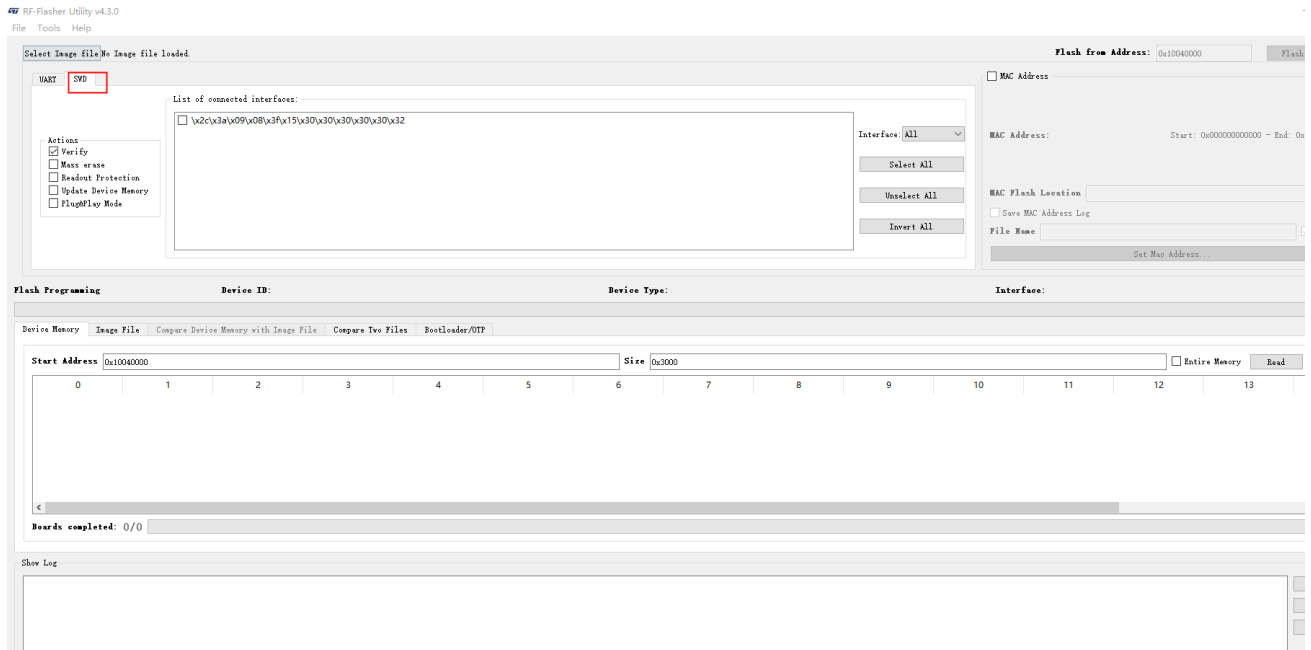 RF-Flasher Utility v4.3.0
File Tools Help
Select Image file No Image file loaded. Flash from Address: 0x10040000 Flash
UART SWD MAC Address
List of connected interfaces:
\x2c\x3a\x09\x08\x3f\x15\x30\x30\x30\x30\x30\x32
Interface: All
Actions MAC Address: Start: 0x000000000000 - End: 0x
Verify
Mass erase Select All
Readout Protection
Update Device Memory Unselect All MAC Flash Location
Plug&Play Mode
Save MAC Address Log
Invert All File Name
Set Mac Address...
Flash Programming Device ID: Device Type: Interface:
Device Memory Image File Compare Device Memory with Image File Compare Two Files Bootloader/OTP
Start Address 0x10040000 Size 0x3000 Entire Memory Read
0 1 2 3 4 5 6 7 8 9 10 11 12 13
Boards completed: 0/0
Show Log